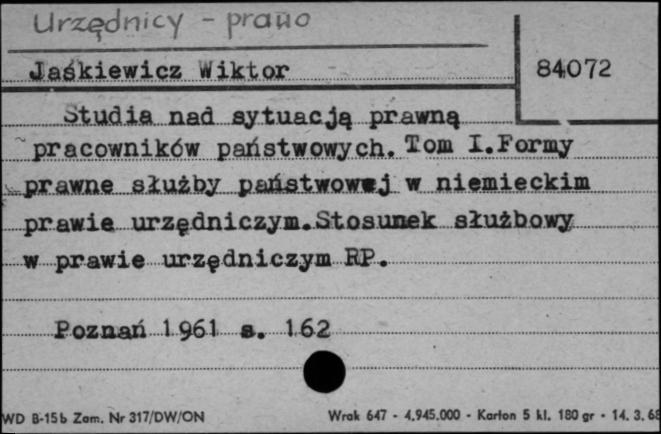 Urzędnicy - prawo
Jaśkiewicz Wiktor
84072
Studia nad sytuacją prawną
pracowników państwowych. Tom I.Formy
prawne służby państwowej w niemieckim
prawie urzędniczym.Stosunek służbowy
w prawie urzędniczym RP.
Poznań 1961 s. 162
WD B-15b Zam. Nr 317/DW/ON
Wrak 647 - 4.945.000 - Karton 5 kl. 180 gr - 14. 3. 68